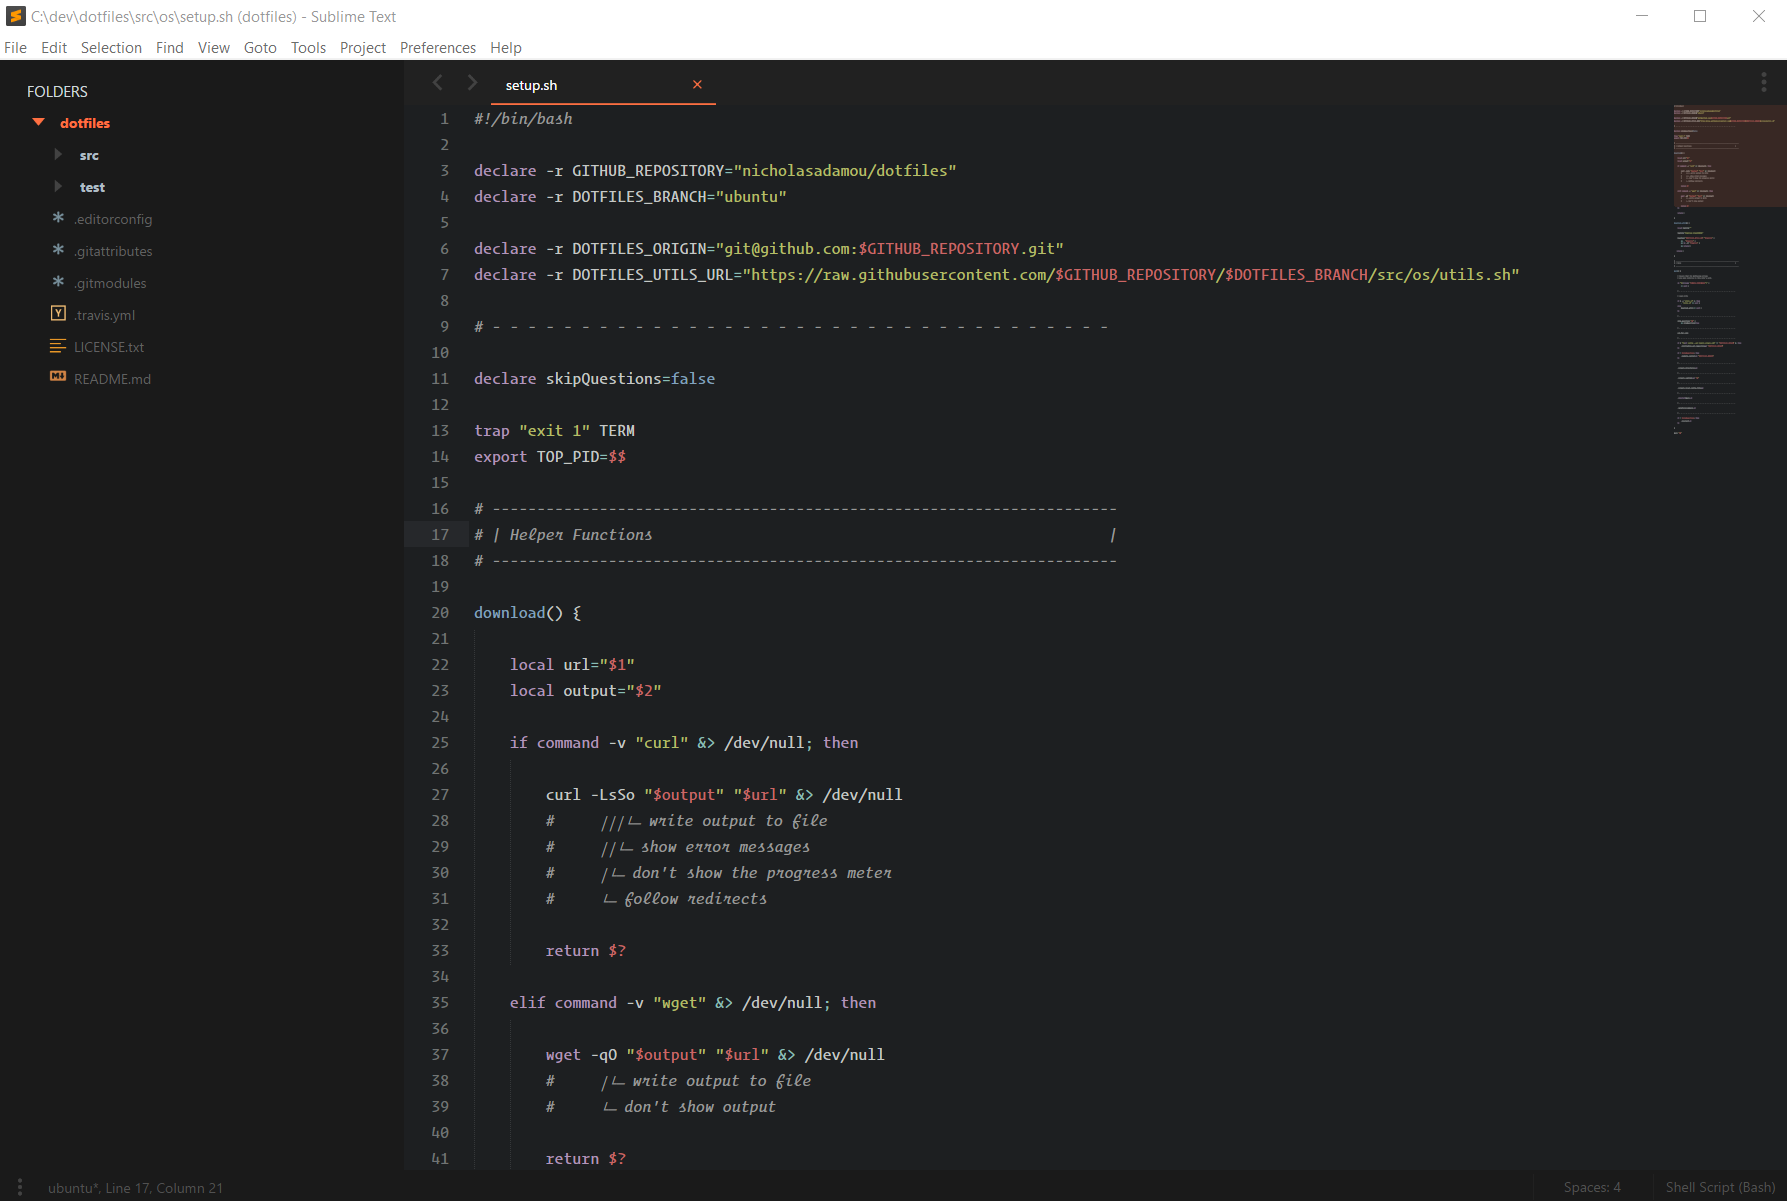 C:\dev\dotfiles\src\os\setup.sh (dotfiles) - Sublime Text
File Edit Selection Find View Goto Tools Project Preferences Help
FOLDERS
dotfiles
src
test
.editorconfig
.gitattributes
.gitmodules
.travis.yml
LICENSE.txt
README.md
setup.sh
1 #!/bin/bash
2
3 declare -r GITHUB_REPOSITORY="nicholasadamou/dotfiles"
4 declare -r DOTFILES_BRANCH="ubuntu"
5
6 declare -r DOTFILES_ORIGIN="git@github.com:$GITHUB_REPOSITORY.git"
7 declare -r DOTFILES_UTILS_URL="https://raw.githubusercontent.com/$GITHUB_REPOSITORY/$DOTFILES_BRANCH/src/os/utils.sh"
8
9 # - - - - - - - - - - - - - - - - - - - - - - - - - - - - - - - - - - -
10
11 declare skipQuestions=false
12
13 trap "exit 1" TERM
14 export TOP_PID=$$
15
16 # ----------------------------------------------------------------------
17 # | Helper Functions                                                   |
18 # ----------------------------------------------------------------------
19
20 download() {
21
22     local url="$1"
23     local output="$2"
24
25     if command -v "curl" &> /dev/null; then
26
27         curl -LsSo "$output" "$url" &> /dev/null
28         #     |||└─ write output to file
29         #     ||└─ show error messages
30         #     |└─ don't show the progress meter
31         #     └─ follow redirects
32
33         return $?
34
35     elif command -v "wget" &> /dev/null; then
36
37         wget -qO "$output" "$url" &> /dev/null
38         #     |└─ write output to file
39         #     └─ don't show output
40
41         return $?
ubuntu*, Line 17, Column 21
Spaces: 4
Shell Script (Bash)